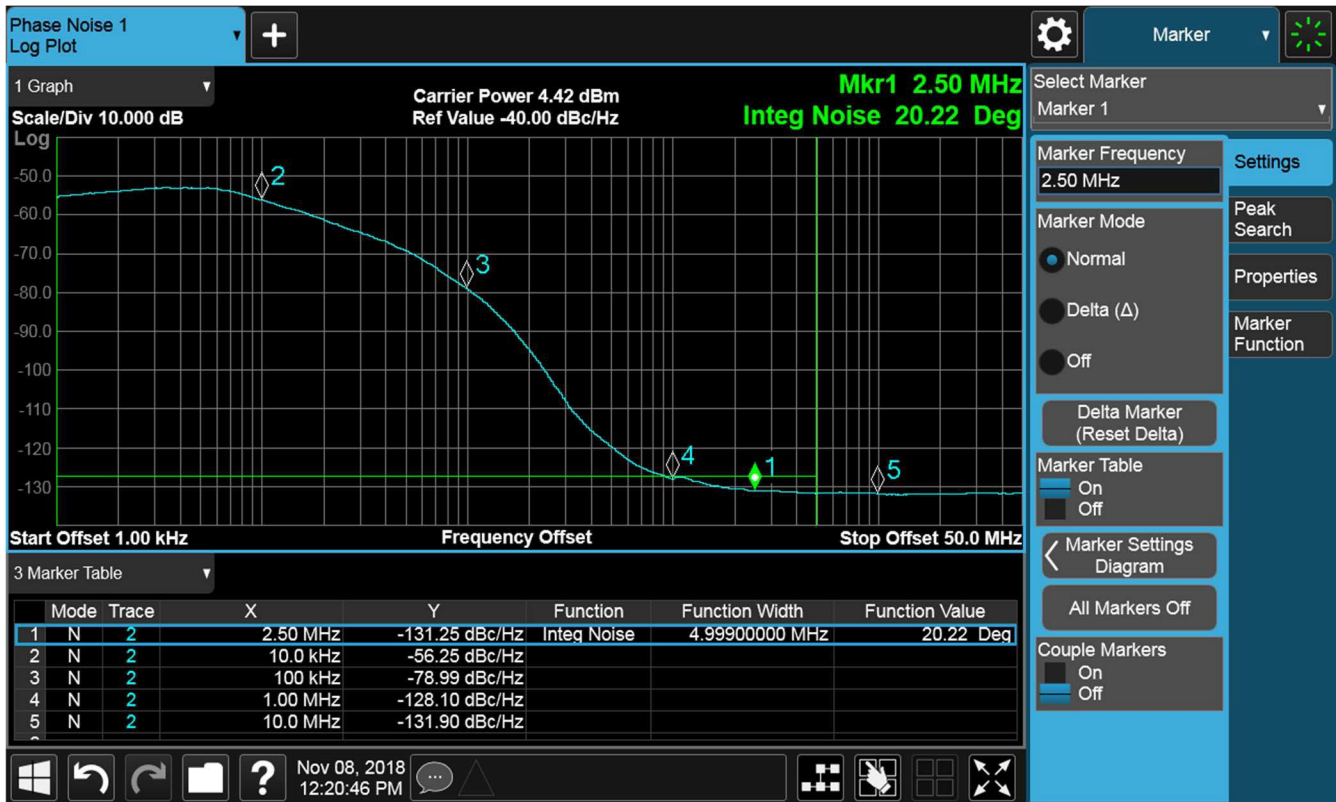 Phase Noise 1
Log Plot
Marker
1 Graph
Scale/Div 10.000 dB
Carrier Power 4.42 dBm
Ref Value -40.00 dBc/Hz
Mkr1 2.50 MHz
Integ Noise 20.22 Deg
Log
-50.0
-60.0
-70.0
-80.0
-90.0
-100
-110
-120
-130
2
3
4
1
5
Start Offset 1.00 kHz
Frequency Offset
Stop Offset 50.0 MHz
3 Marker Table
Mode Trace X Y Function Function Width Function Value
1 N 2 2.50 MHz -131.25 dBc/Hz Integ Noise 4.99900000 MHz 20.22 Deg
2 N 2 10.0 kHz -56.25 dBc/Hz
3 N 2 100 kHz -78.99 dBc/Hz
4 N 2 1.00 MHz -128.10 dBc/Hz
5 N 2 10.0 MHz -131.90 dBc/Hz
?
Nov 08, 2018
12:20:46 PM
Select Marker
Marker 1
Marker Frequency
2.50 MHz
Marker Mode
Normal
Delta (Δ)
Off
Delta Marker
(Reset Delta)
Marker Table
On
Off
Marker Settings
Diagram
All Markers Off
Couple Markers
On
Off
Settings
Peak
Search
Properties
Marker
Function